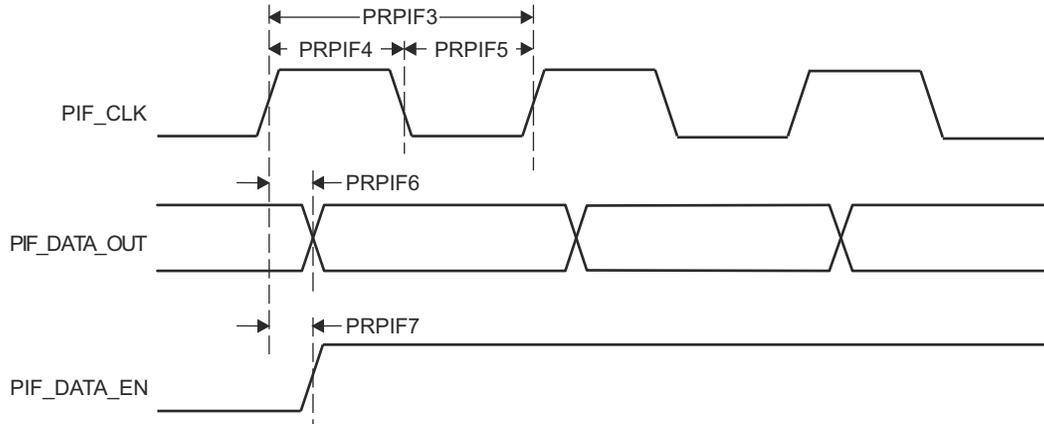 PRPIF3
PRPIF4
PRPIF5
PIF_CLK
PRPIF6
PIF_DATA_OUT
PRPIF7
PIF_DATA_EN